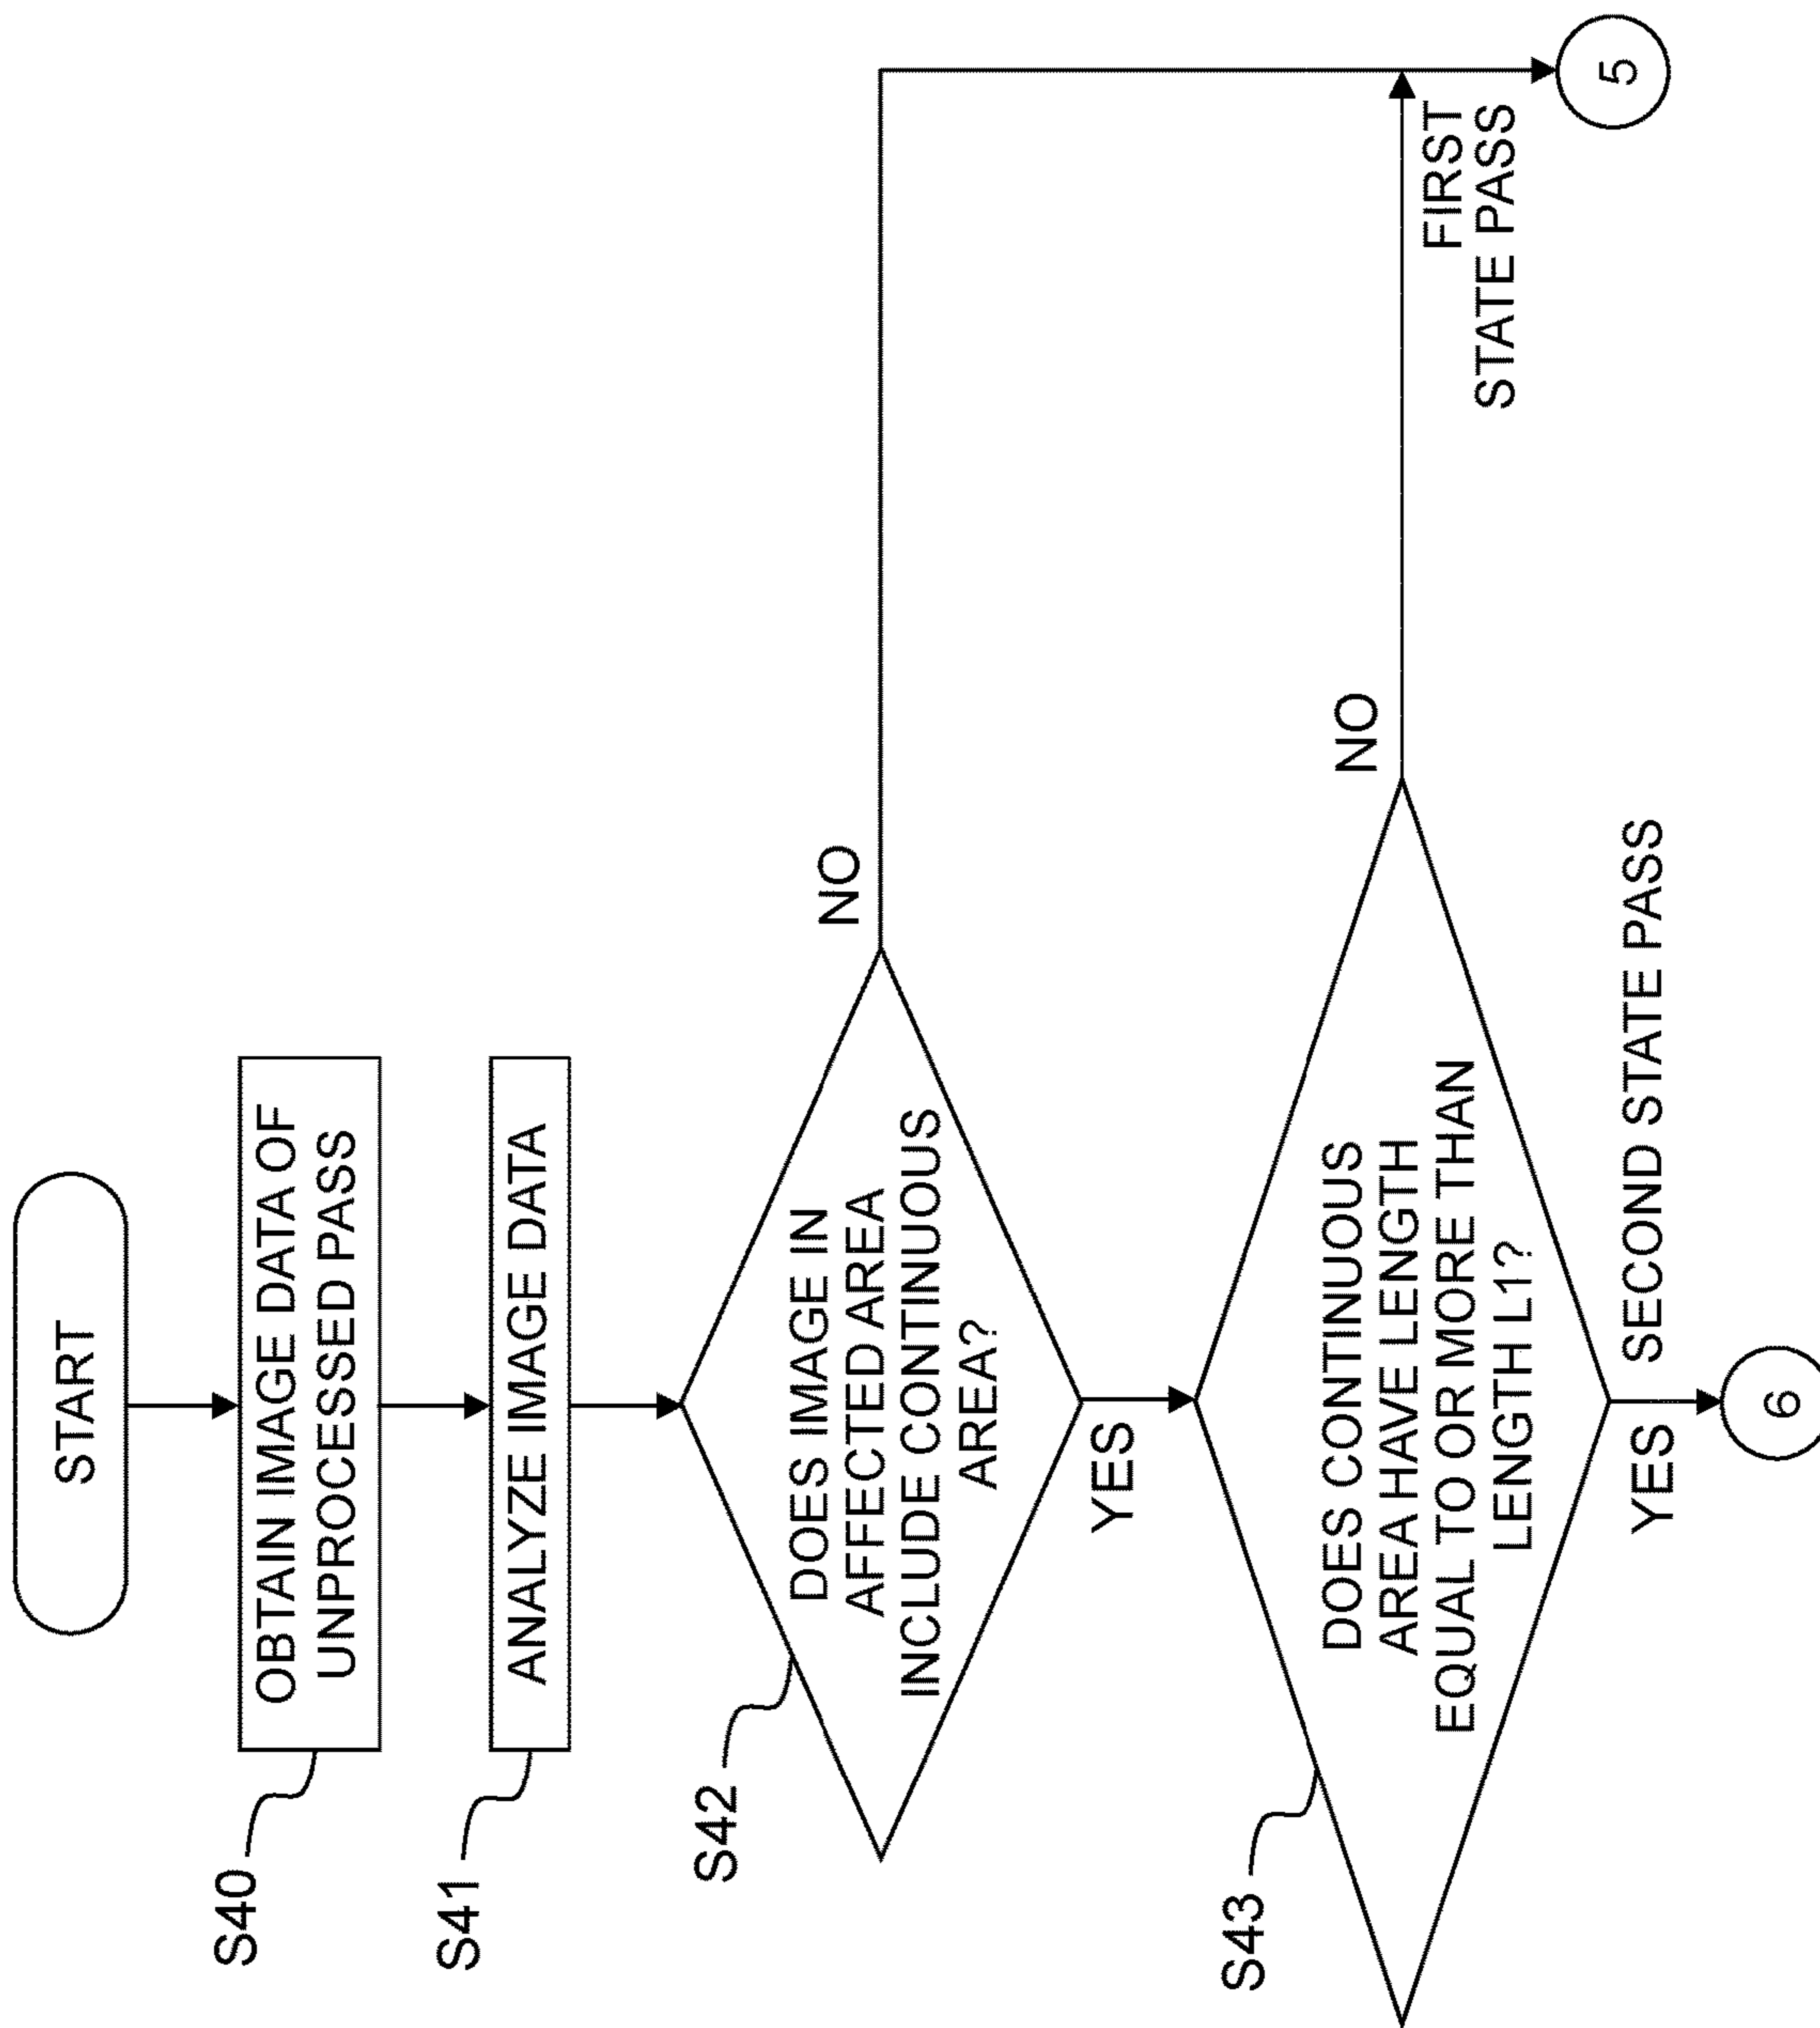 START
S40
OBTAIN IMAGE DATA OF
UNPROCESSED PASS
S41
ANALYZE IMAGE DATA
S42
DOES IMAGE IN
AFFECTED AREA
INCLUDE CONTINUOUS
AREA?
NO
YES
S43
DOES CONTINUOUS
AREA HAVE LENGTH
EQUAL TO OR MORE THAN
LENGTH L1?
NO
FIRST
STATE PASS
5
YES
SECOND STATE PASS
6